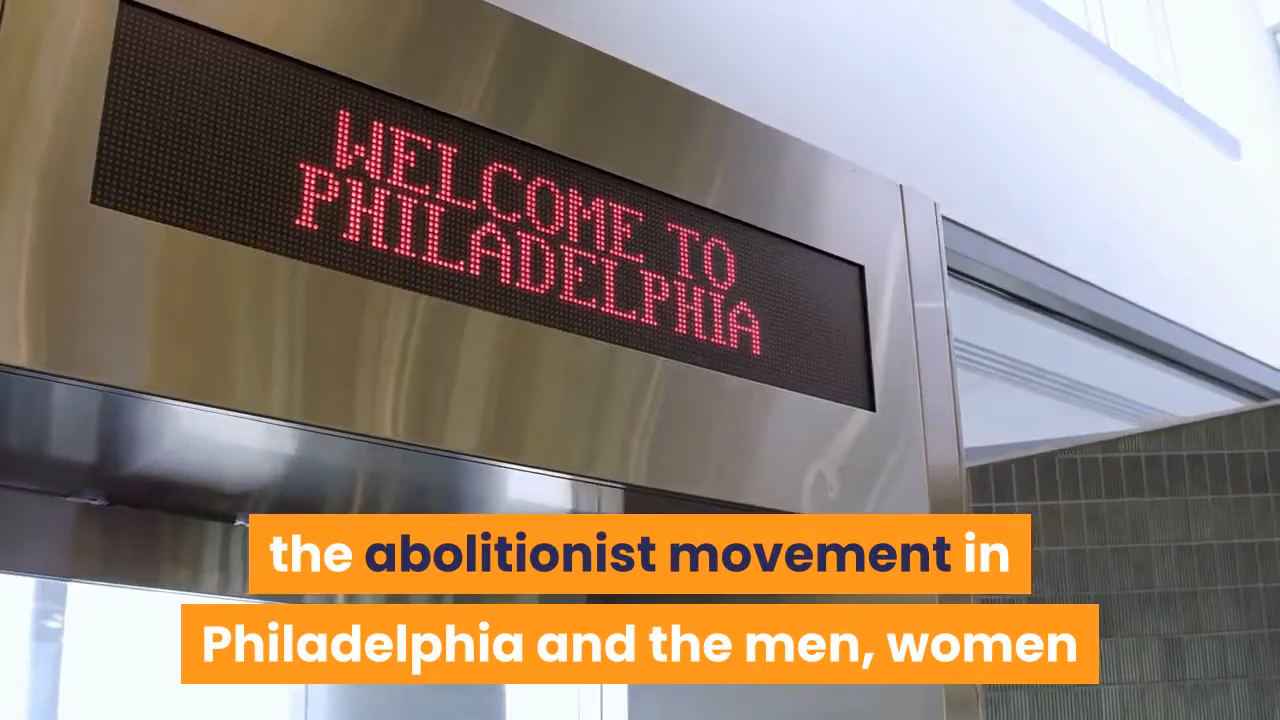 WELCOME TO
PHILADELPHIA
the abolitionist movement in
Philadelphia and the men, women